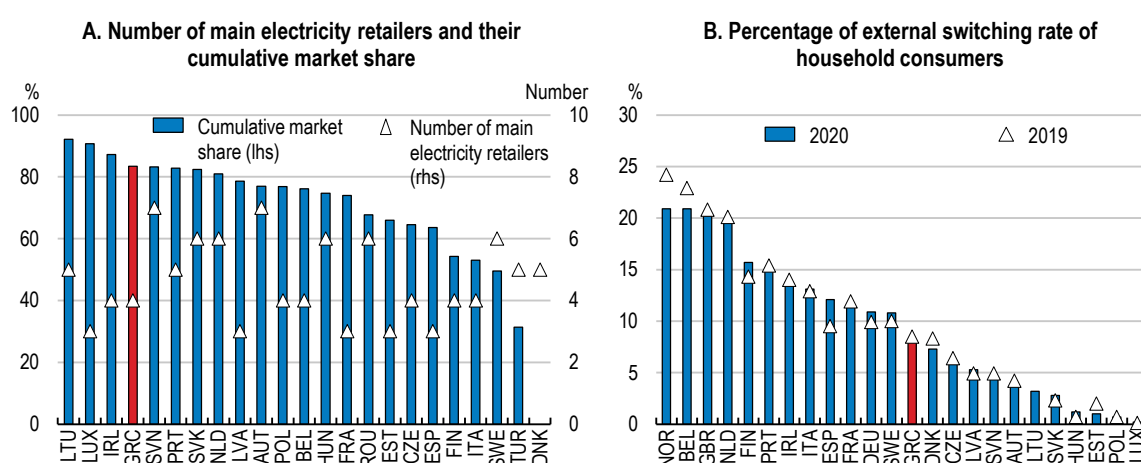 A. Number of main electricity retailers and their
cumulative market share
%
Number
100
80
60
40
20
0
10
8
6
4
2
0
Cumulative market
share (lhs)
Number of main
electricity retailers
(rhs)
LTU
LUX
IRL
GRC
SVN
PRT
SVK
NLD
LVA
AUT
POL
BEL
HUN
FRA
ROU
EST
CZE
ESP
FIN
ITA
SWE
TUR
DNK
B. Percentage of external switching rate of
household consumers
%
30
25
20
15
10
5
0
2020
2019
NOR
BEL
GBR
NLD
FIN
PRT
IRL
ITA
ESP
FRA
DEU
SWE
GRC
DNK
CZE
LVA
SVN
AUT
LTU
SVK
HUN
EST
POL
LUX